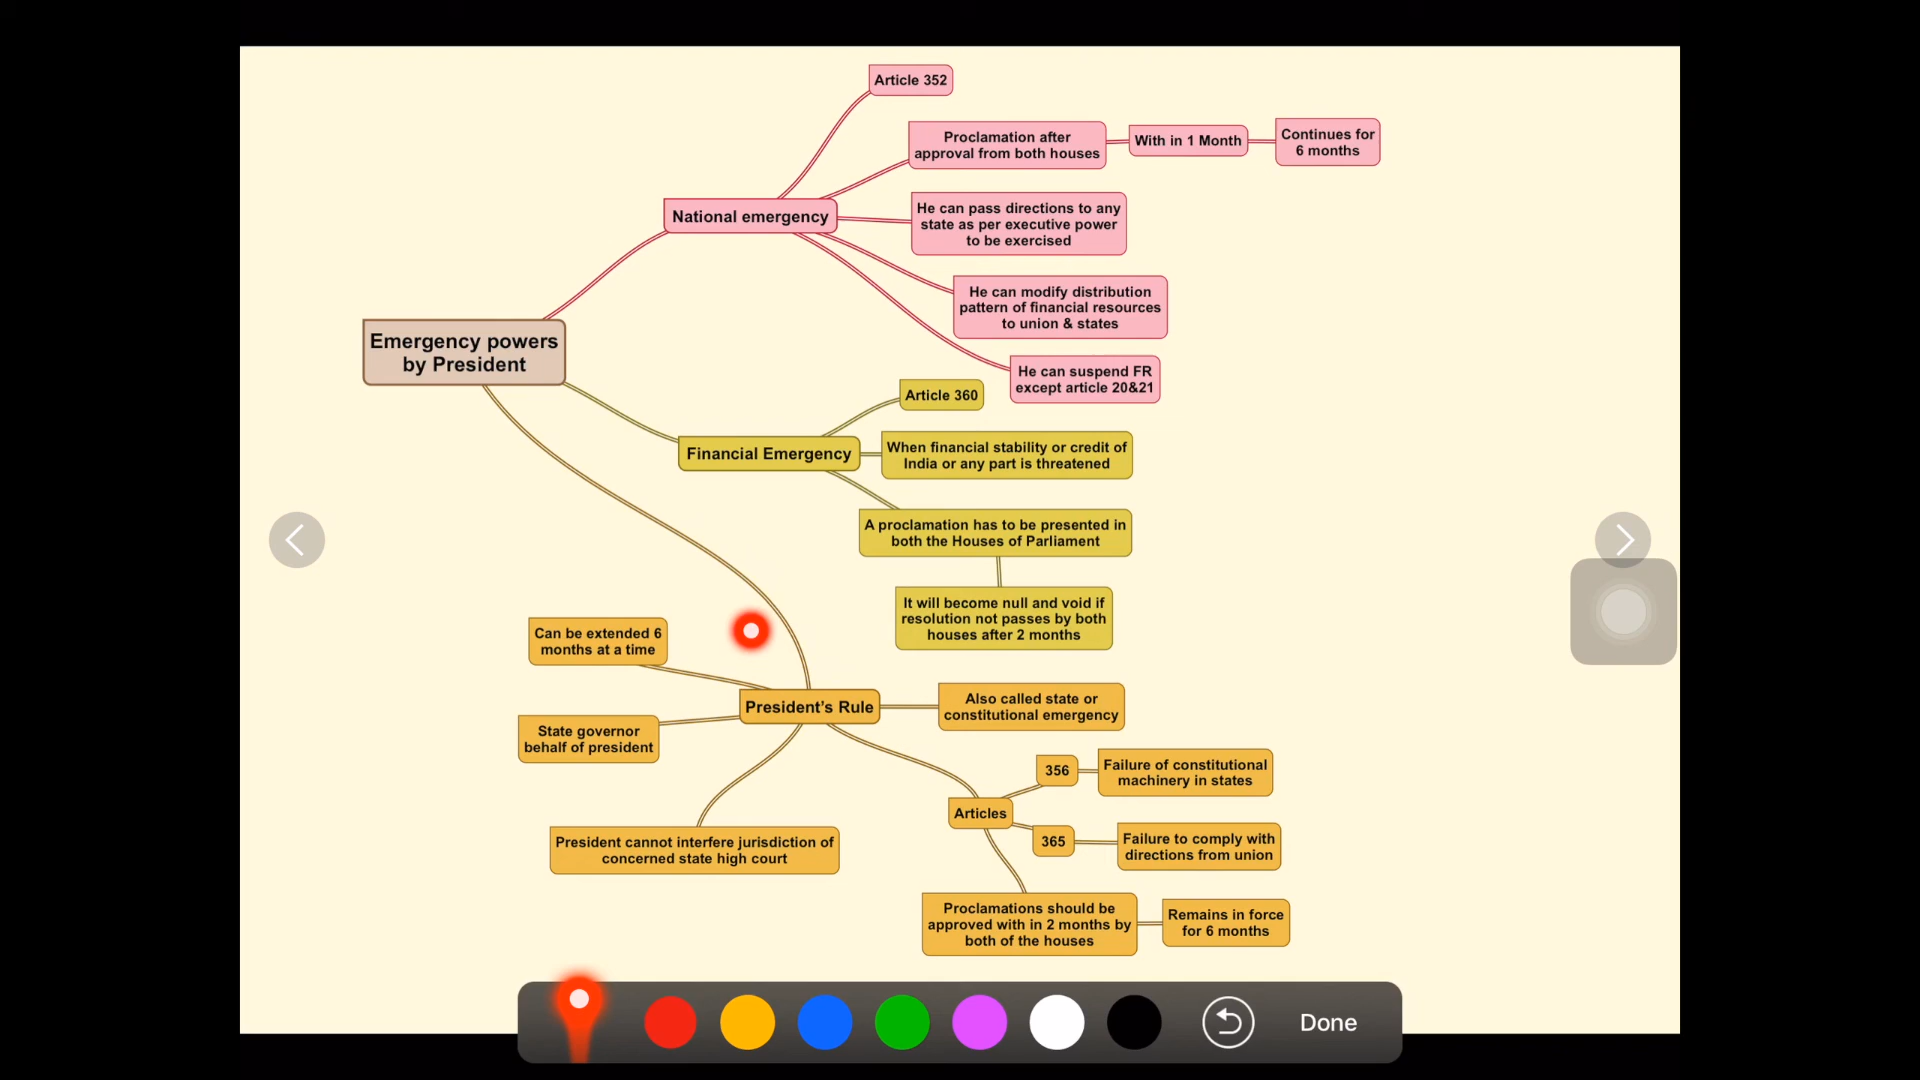 Article 352
Proclamation after
approval from both houses
With in 1 Month
Continues for
6 months
National emergency
He can pass directions to any
state as per executive power
to be exercised
He can modify distribution
pattern of financial resources
to union & states
He can suspend FR
except article 20&21
Emergency powers
by President
Article 360
Financial Emergency
When financial stability or credit of
India or any part is threatened
A proclamation has to be presented in
both the Houses of Parliament
It will become null and void if
resolution not passes by both
houses after 2 months
Can be extended 6
months at a time
President's Rule
Also called state or
constitutional emergency
State governor
behalf of president
356
Failure of constitutional
machinery in states
Articles
365
Failure to comply with
directions from union
President cannot interfere jurisdiction of
concerned state high court
Proclamations should be
approved with in 2 months by
both of the houses
Remains in force
for 6 months
Done